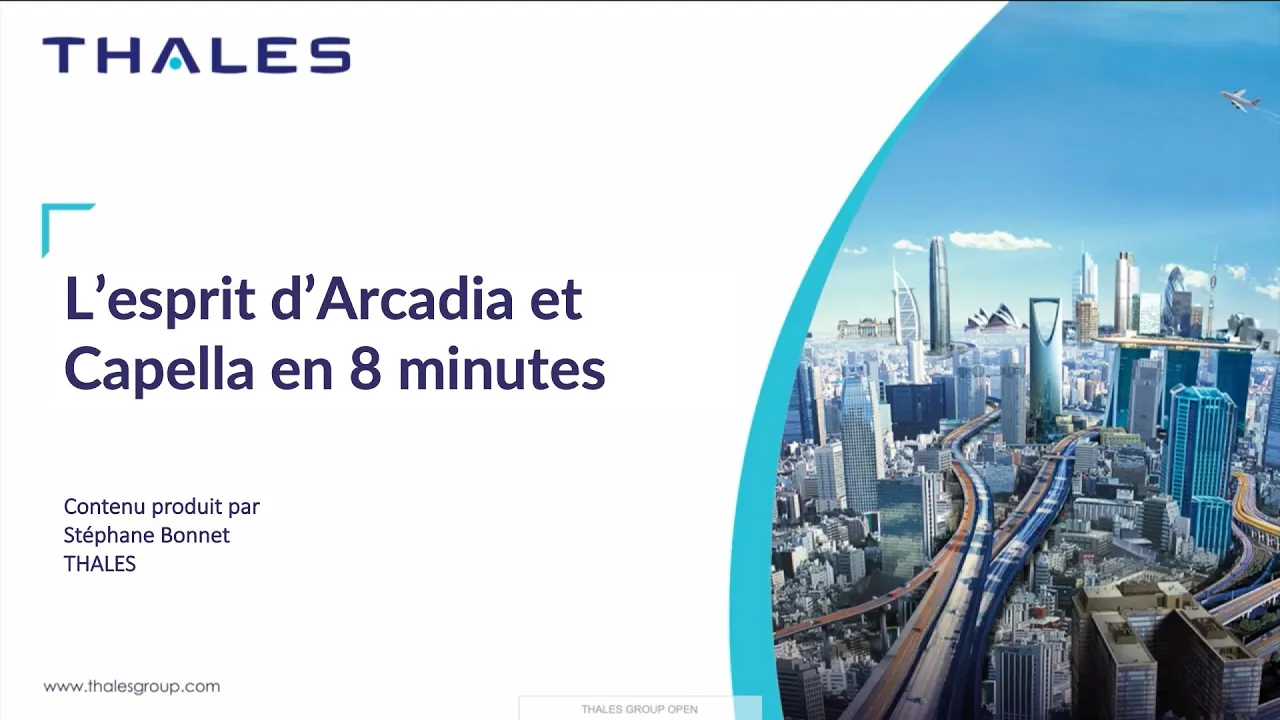 THALES
L’esprit d’Arcadia et
Capella en 8 minutes
Contenu produit par
Stéphane Bonnet
THALES
www.thalesgroup.com
THALES GROUP OPEN